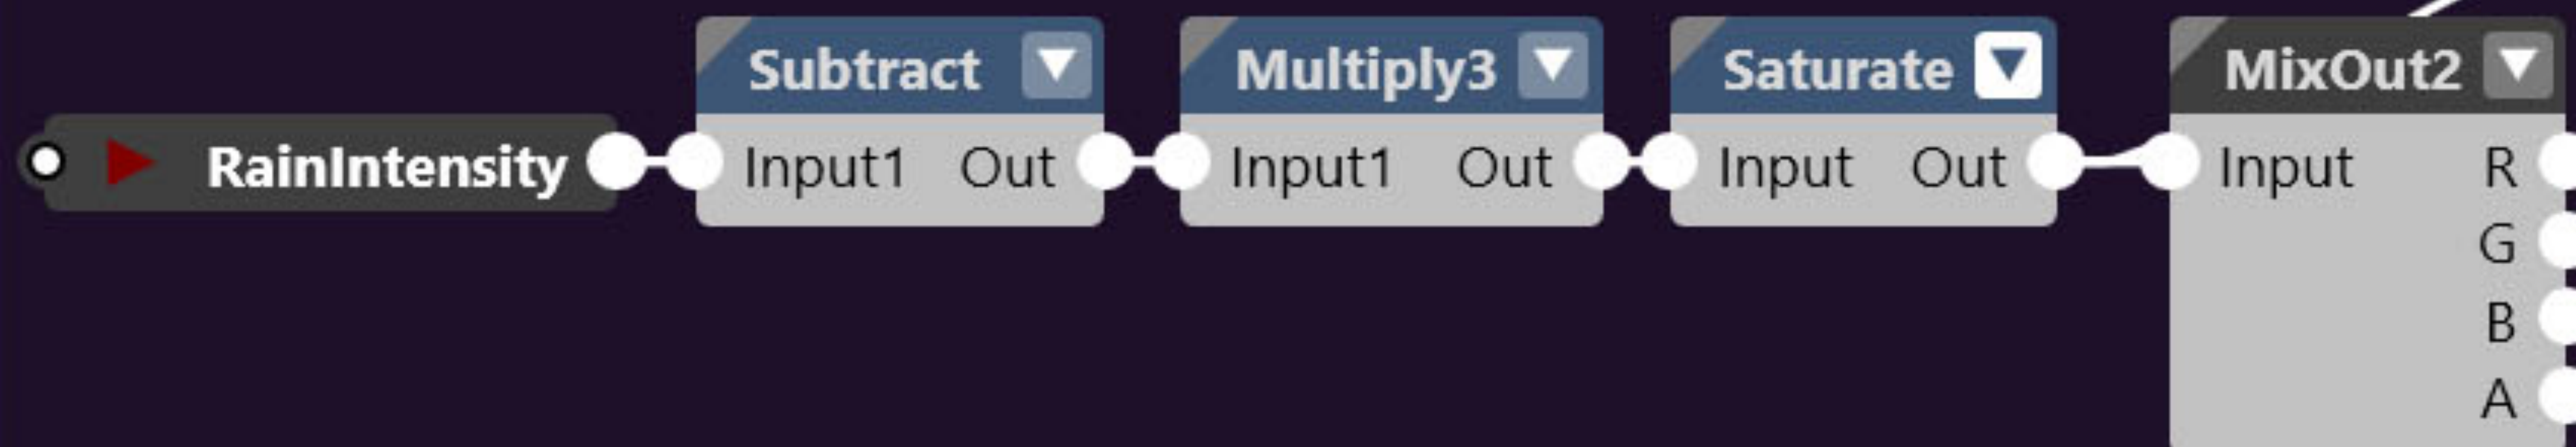 RainIntensity
Subtract
Input1 Out
Multiply3
Input1 Out
Saturate
Input Out
MixOut2
Input R
G
B
A